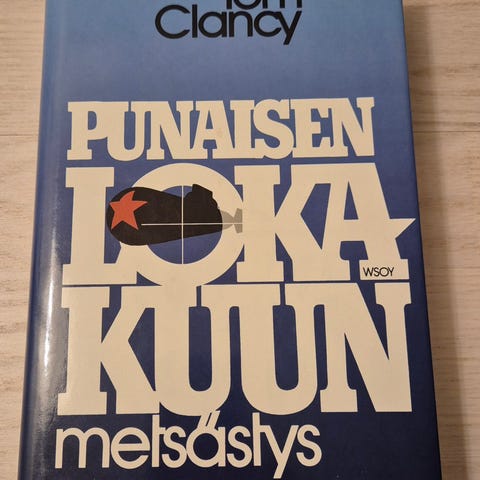 Tom
Clancy
PUNAISEN
LOKA
WSOY
KUUN
metsästys